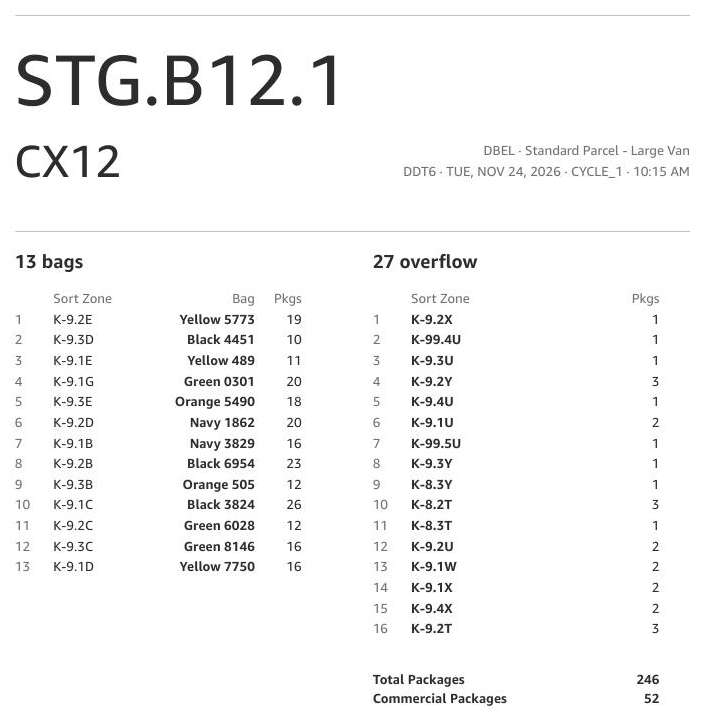 STG.B12.1
CX12
DBEL · Standard Parcel - Large Van
DDT6 · TUE, NOV 24, 2026 · CYCLE_1 · 10:15 AM
13 bags
Sort Zone Bag Pkgs
1 K-9.2E Yellow 5773 19
2 K-9.3D Black 4451 10
3 K-9.1E Yellow 489 11
4 K-9.1G Green 0301 20
5 K-9.3E Orange 5490 18
6 K-9.2D Navy 1862 20
7 K-9.1B Navy 3829 16
8 K-9.2B Black 6954 23
9 K-9.3B Orange 505 12
10 K-9.1C Black 3824 26
11 K-9.2C Green 6028 12
12 K-9.3C Green 8146 16
13 K-9.1D Yellow 7750 16
27 overflow
Sort Zone Pkgs
1 K-9.2X 1
2 K-99.4U 1
3 K-9.3U 1
4 K-9.2Y 3
5 K-9.4U 1
6 K-9.1U 2
7 K-99.5U 1
8 K-9.3Y 1
9 K-8.3Y 1
10 K-8.2T 3
11 K-8.3T 1
12 K-9.2U 2
13 K-9.1W 2
14 K-9.1X 2
15 K-9.4X 2
16 K-9.2T 3
Total Packages 246
Commercial Packages 52